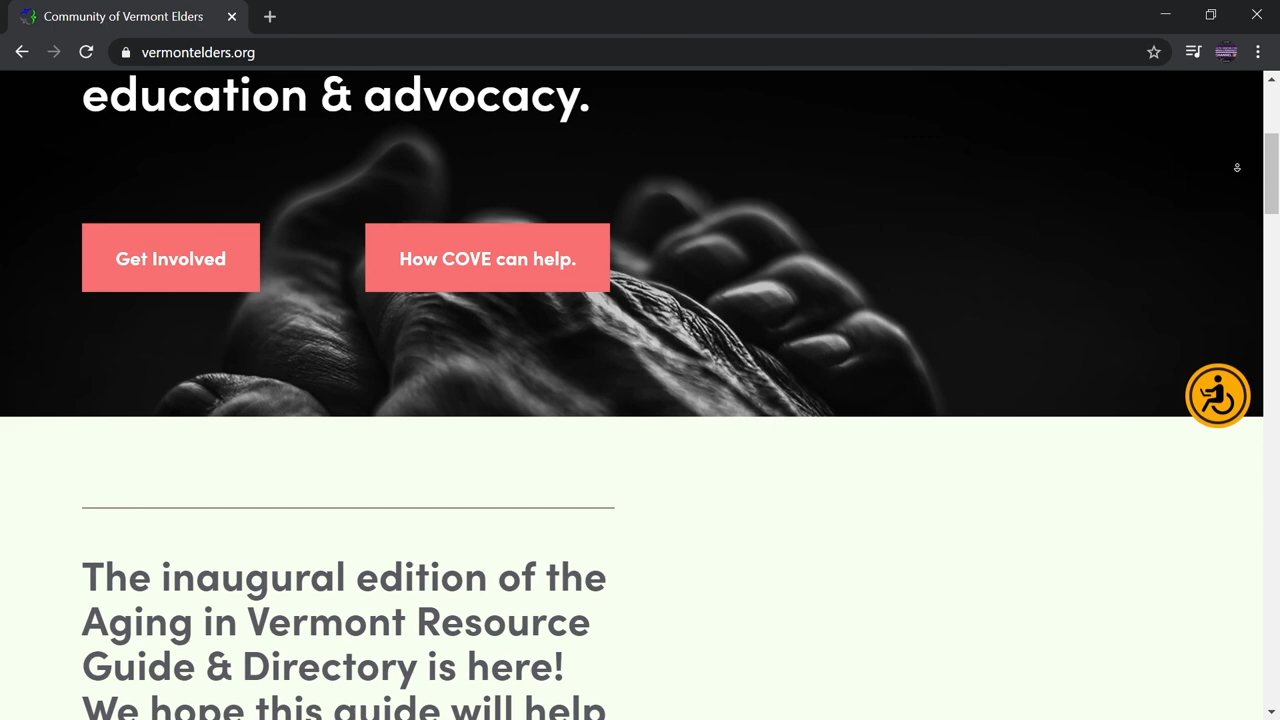 Community of Vermont Elders
vermontelders.org
education & advocacy.
Get Involved
How COVE can help.
The inaugural edition of the
Aging in Vermont Resource
Guide & Directory is here!
We hope this guide will help